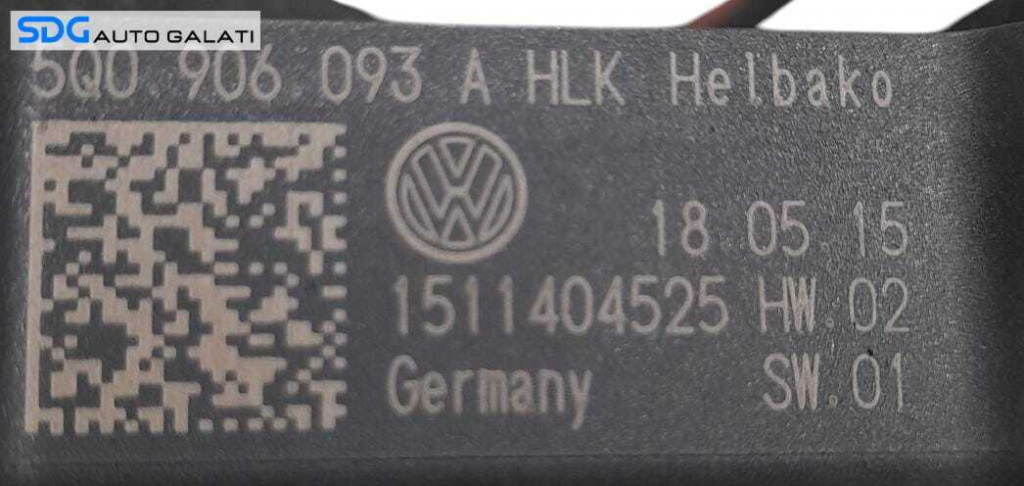 SDG AUTO GALATI
5Q0 906 093 A HLK Helbako
18 05 15
1511404525 HW.02
Germany SW.01